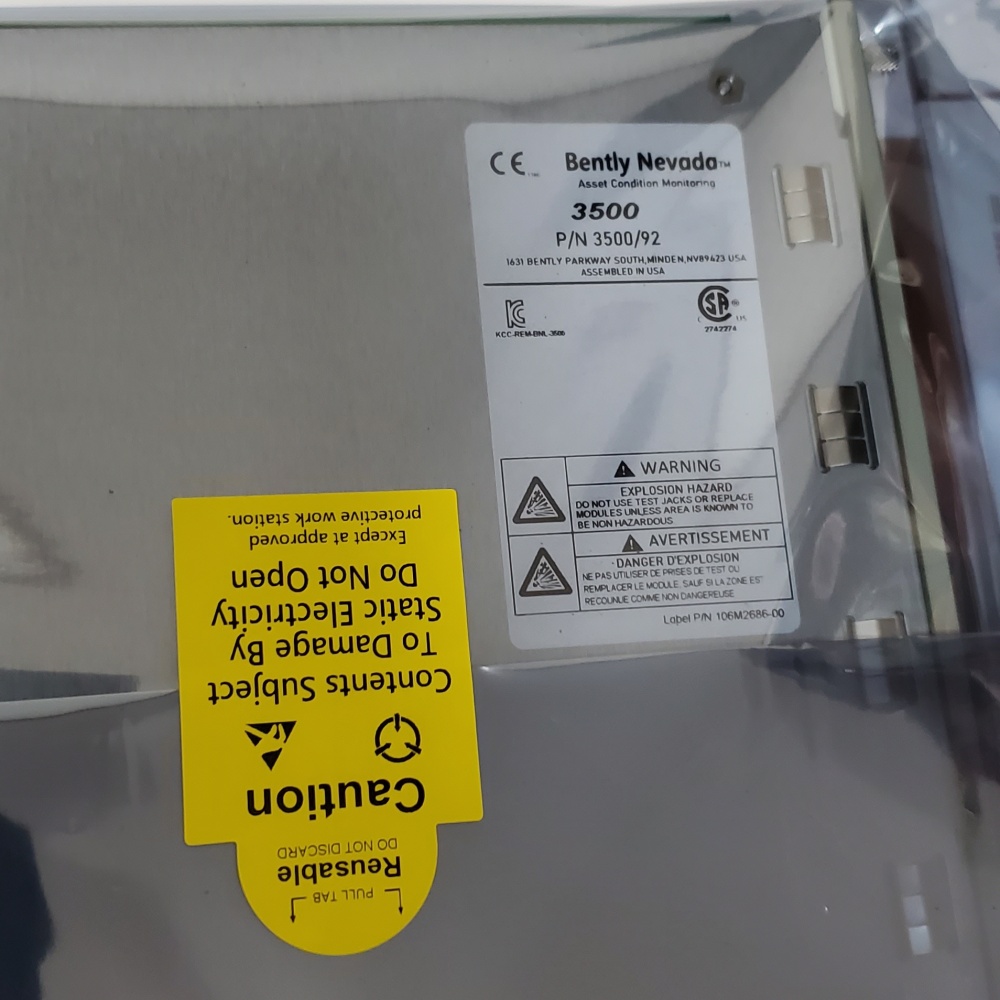 CE
Bently Nevada™
Asset Condition Monitoring
3500
P/N 3500/92
1631 BENTLY PARKWAY SOUTH,MINDEN,NV89423 USA
ASSEMBLED IN USA
KCC-REM-BNL-3500
SA
C US
2742274
WARNING
EXPLOSION HAZARD
DO NOT USE TEST JACKS OR REPLACE
MODULES UNLESS AREA IS KNOWN TO
BE NON HAZARDOUS
AVERTISSEMENT
DANGER D'EXPLOSION
NE PAS UTILISER DE PRISES DE TEST OU
REMPLACER LE MODULE, SAUF SI LA ZONE EST
RECOUNUE COMME NON DANGEREUSE
Label P/N 106M2686-00
PULL TAB
Reusable
DO NOT DISCARD
Caution
Contents Subject
To Damage By
Static Electricity
Do Not Open
Except at approved
protective work station.